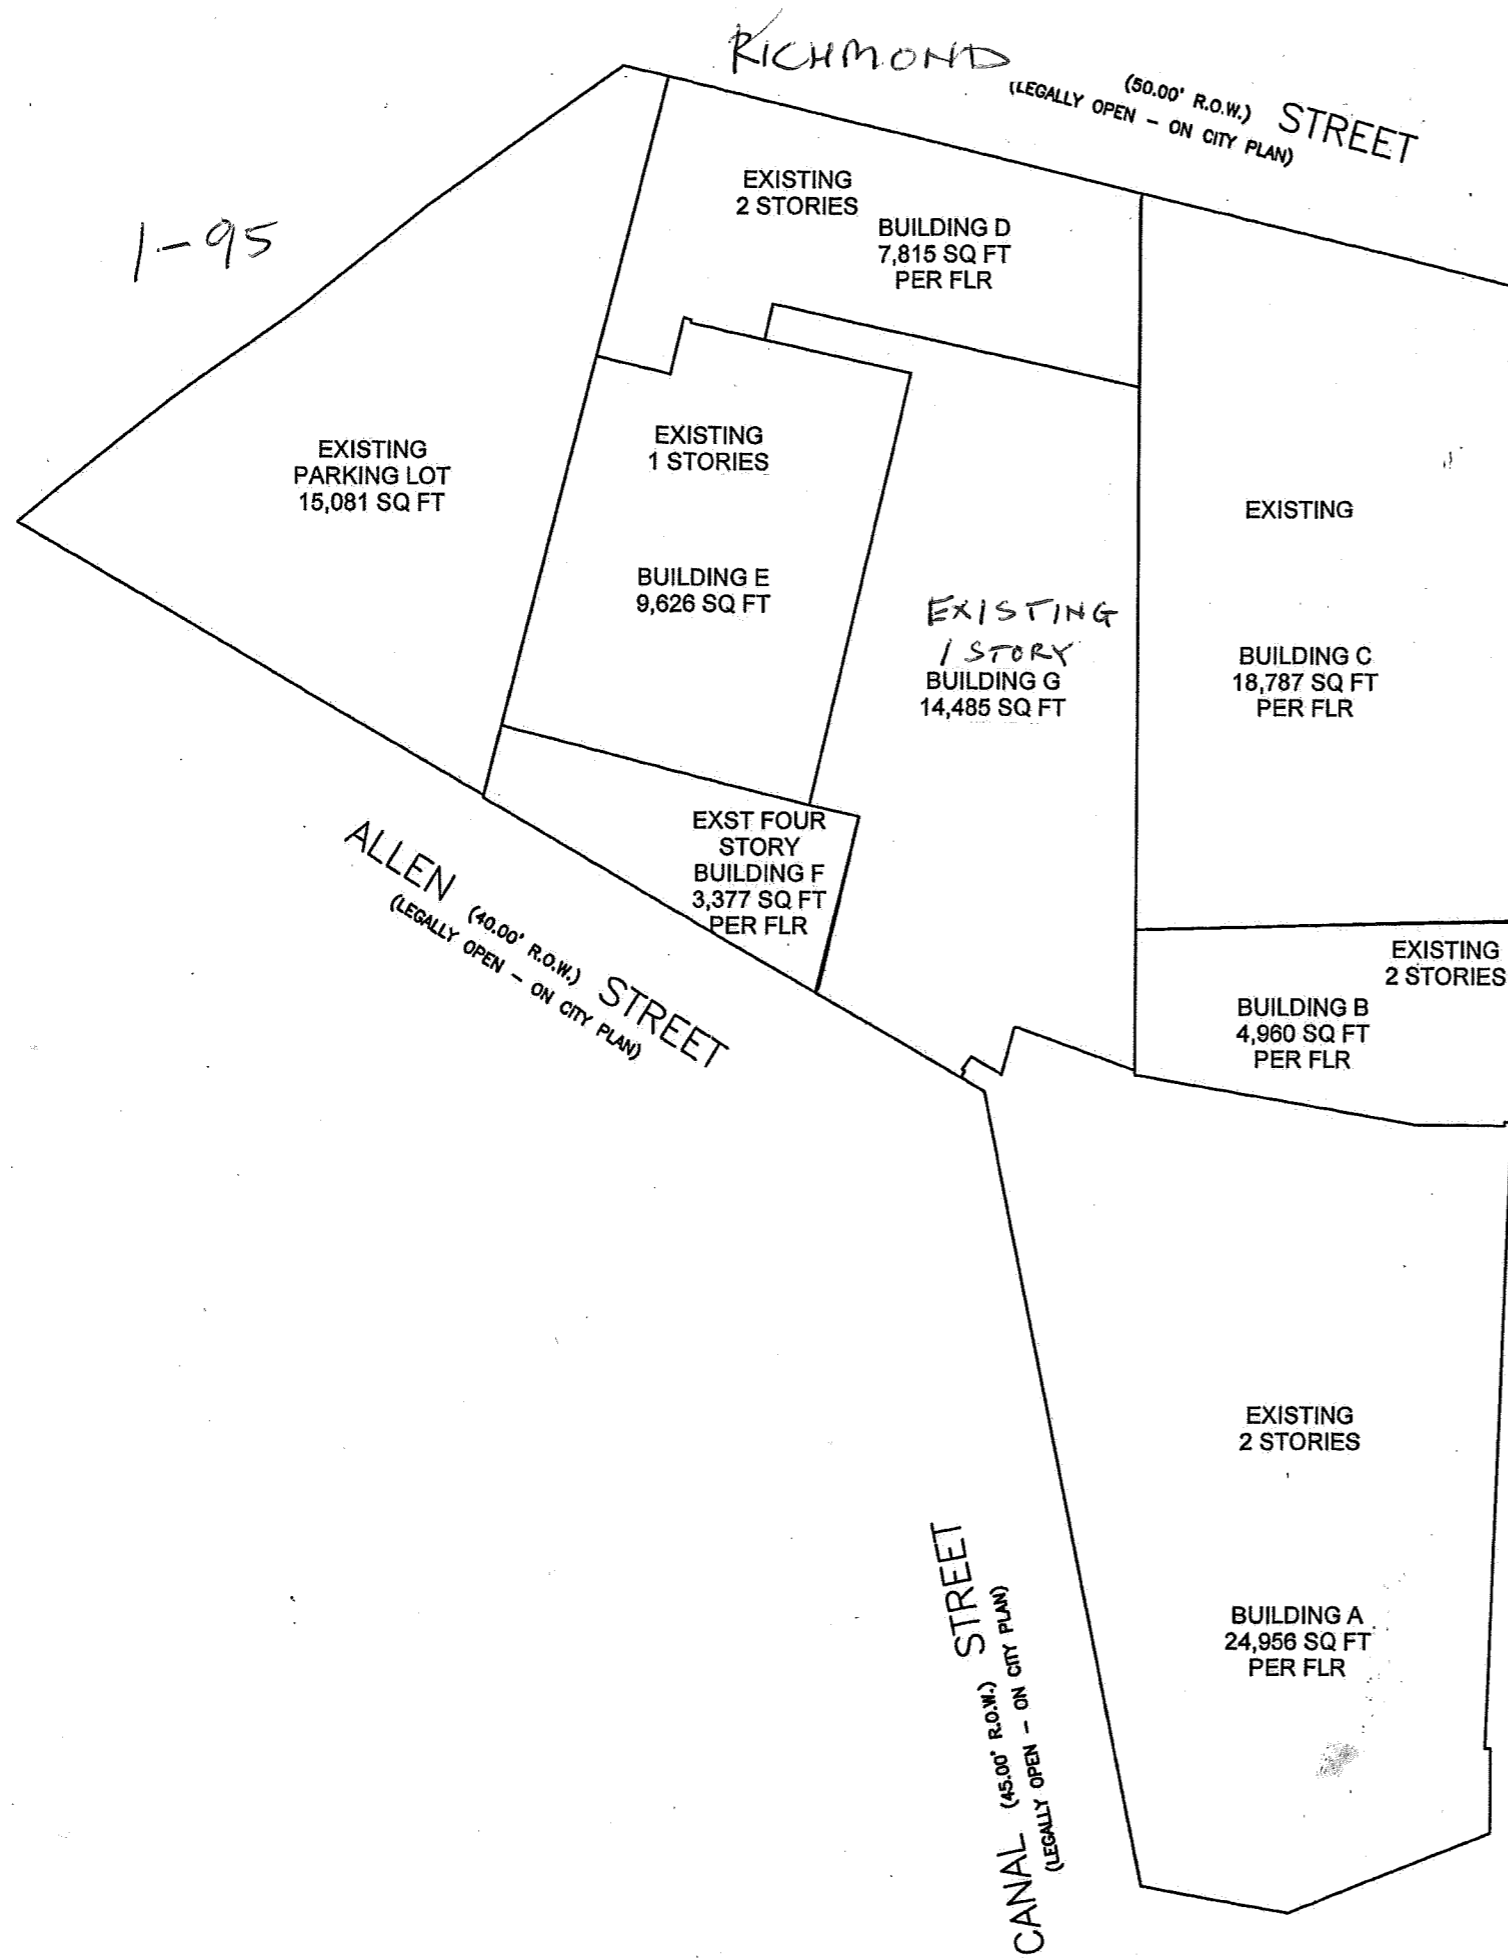 RICHMOND
(50.00' R.O.W.) STREET
(LEGALLY OPEN - ON CITY PLAN)
1-95
EXISTING
2 STORIES
BUILDING D
7,815 SQ FT
PER FLR
EXISTING
PARKING LOT
15,081 SQ FT
EXISTING
1 STORIES
BUILDING E
9,626 SQ FT
EXISTING
1 STORY
BUILDING G
14,485 SQ FT
EXISTING
BUILDING C
18,787 SQ FT
PER FLR
EXST FOUR
STORY
BUILDING F
3,377 SQ FT
PER FLR
ALLEN (40.00' R.O.W.) STREET
(LEGALLY OPEN - ON CITY PLAN)
EXISTING
2 STORIES
BUILDING B
4,960 SQ FT
PER FLR
EXISTING
2 STORIES
BUILDING A
24,956 SQ FT
PER FLR
CANAL (45.00' R.O.W.) STREET
(LEGALLY OPEN - ON CITY PLAN)